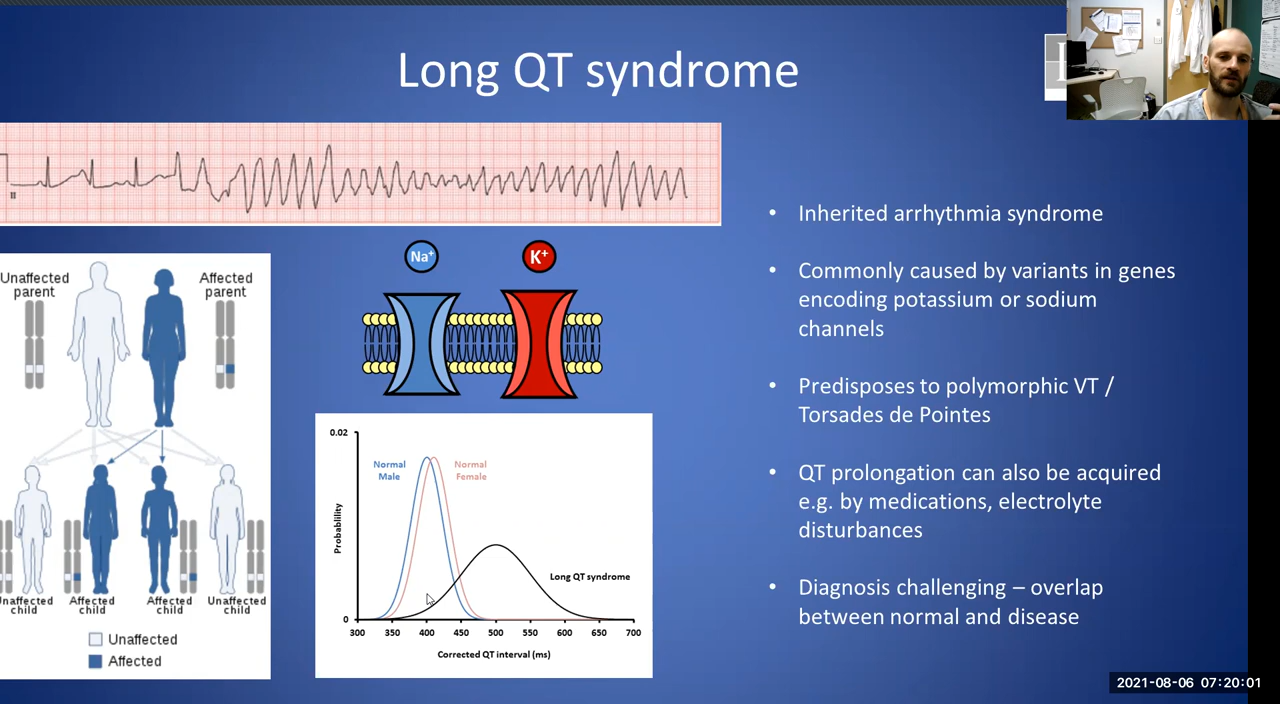 Long QT syndrome
II
Na+
K+
Unaffected
parent
Affected
parent
Unaffected
child
Affected
child
Affected
child
Unaffected
child
Unaffected
Affected
0.02
Normal
Male
Normal
Female
Probability
Long QT syndrome
0
300 350 400 450 500 550 600 650 700
Corrected QT interval (ms)
• Inherited arrhythmia syndrome
• Commonly caused by variants in genes
encoding potassium or sodium
channels
• Predisposes to polymorphic VT /
Torsades de Pointes
• QT prolongation can also be acquired
e.g. by medications, electrolyte
disturbances
• Diagnosis challenging – overlap
between normal and disease
2021-08-06 07:20:01